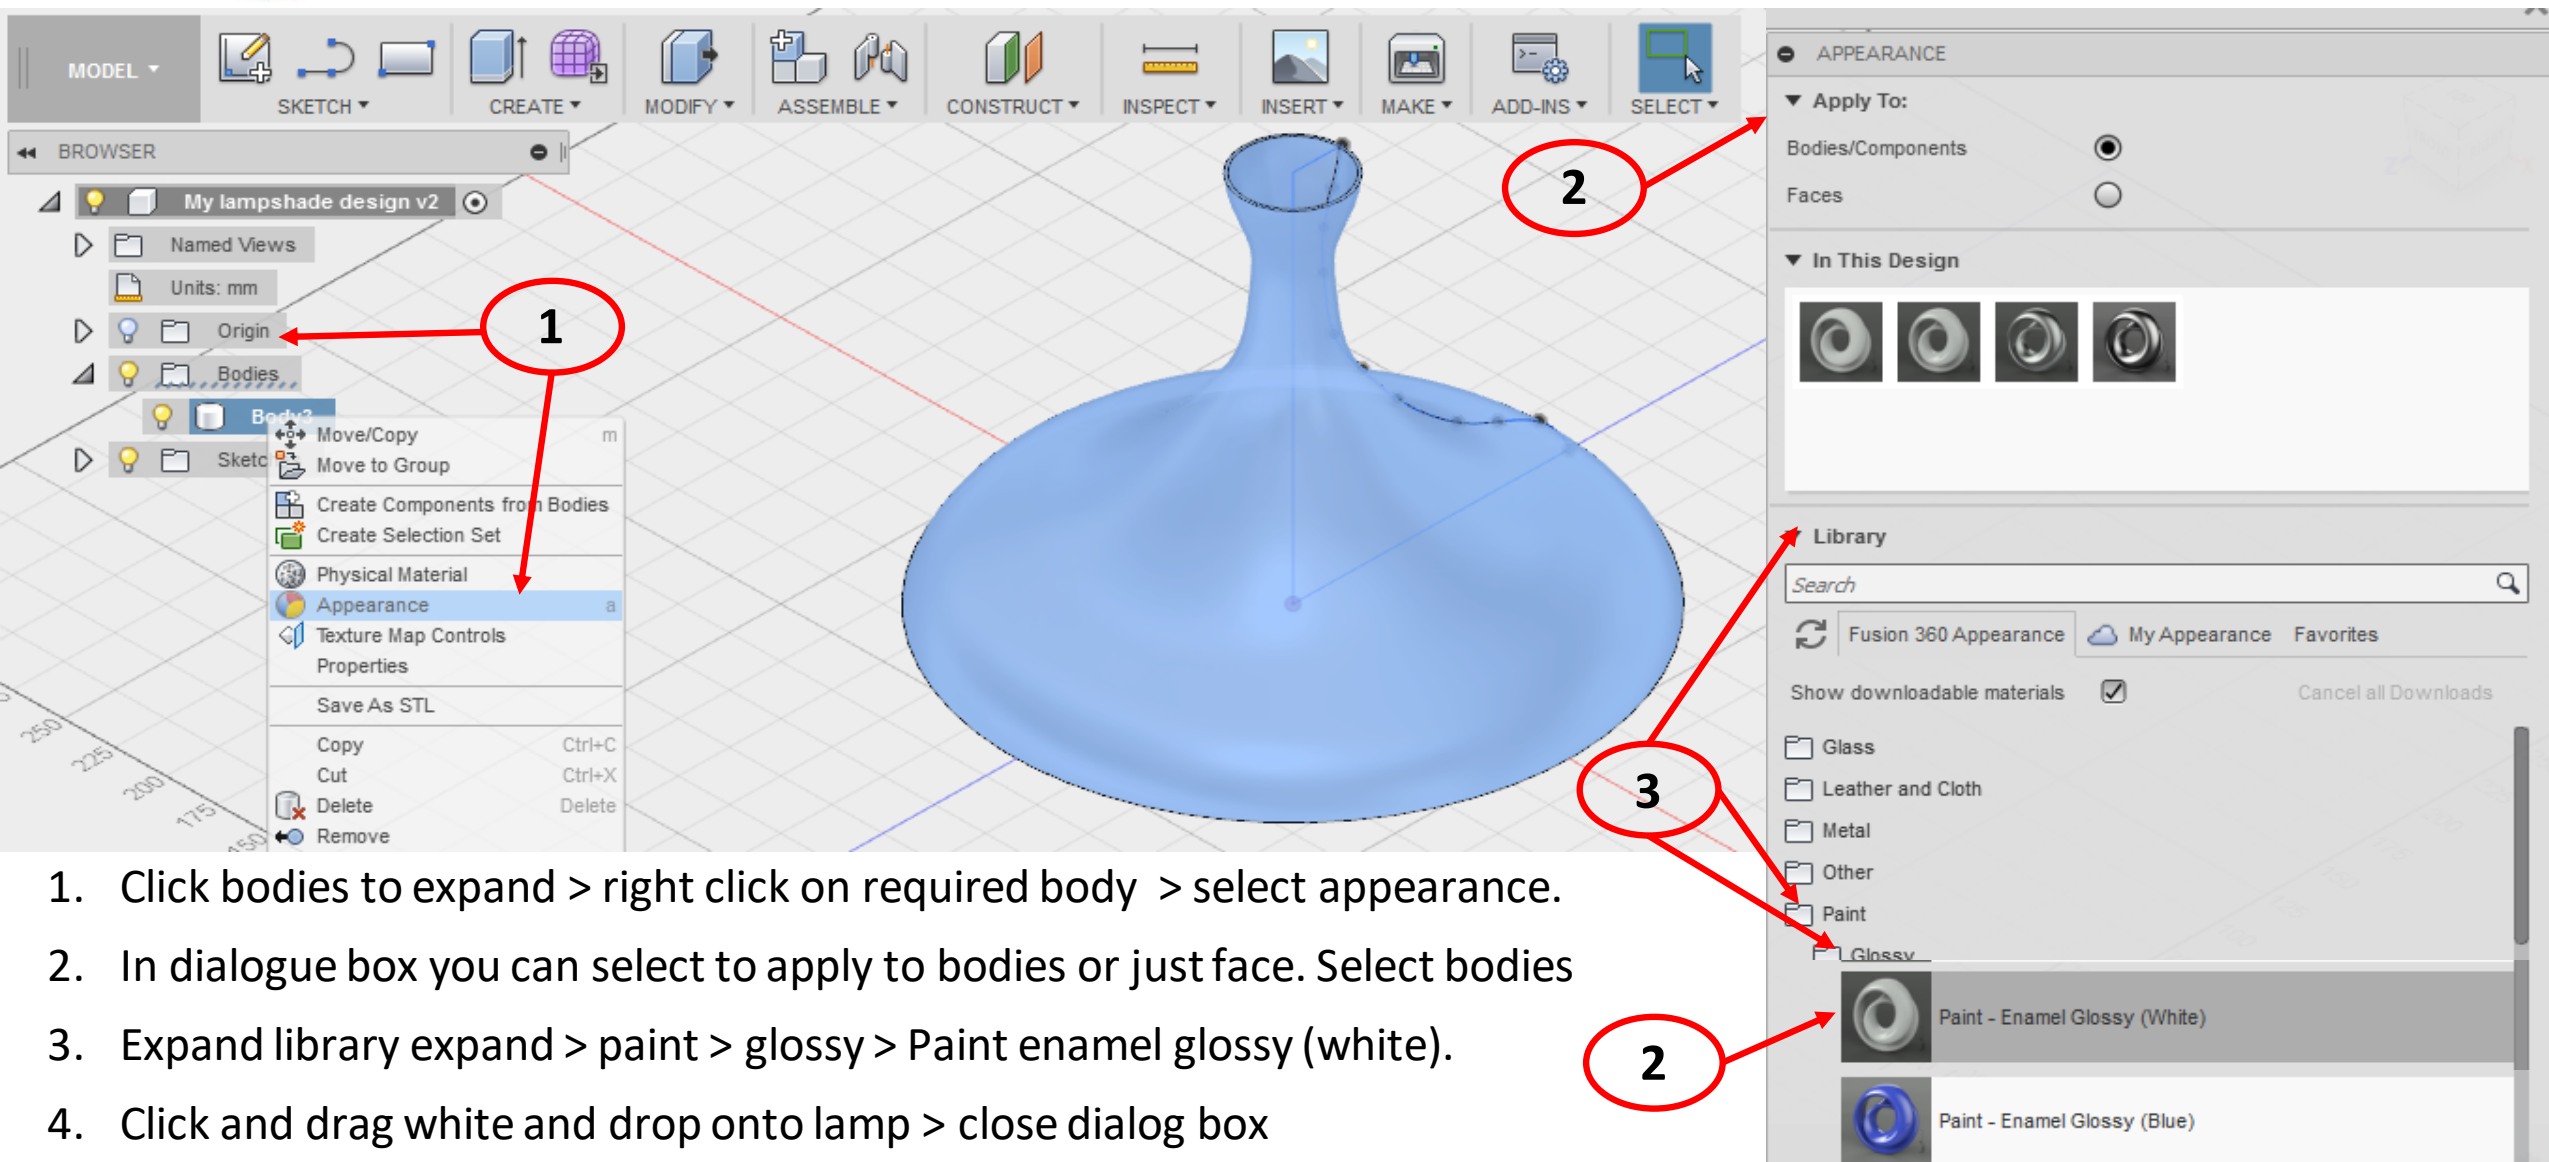 MODEL
SKETCH
CREATE
MODIFY
ASSEMBLE
CONSTRUCT
INSPECT
INSERT
MAKE
ADD-INS
SELECT
BROWSER
My lampshade design v2
Named Views
Units: mm
Origin
Bodies
Body3
Sketc
Move/Copy m
Move to Group
Create Components from Bodies
Create Selection Set
Physical Material
Appearance a
Texture Map Controls
Properties
Save As STL
Copy Ctrl+C
Cut Ctrl+X
Delete Delete
Remove
250
225
200
175
150
1
2
3
2
APPEARANCE
Apply To:
Bodies/Components
Faces
In This Design
Library
Search
Fusion 360 Appearance My Appearance Favorites
Show downloadable materials Cancel all Downloads
Glass
Leather and Cloth
Metal
Other
Paint
Glossy
Paint - Enamel Glossy (White)
Paint - Enamel Glossy (Blue)
1. Click bodies to expand > right click on required body > select appearance.
2. In dialogue box you can select to apply to bodies or just face. Select bodies
3. Expand library expand > paint > glossy > Paint enamel glossy (white).
4. Click and drag white and drop onto lamp > close dialog box